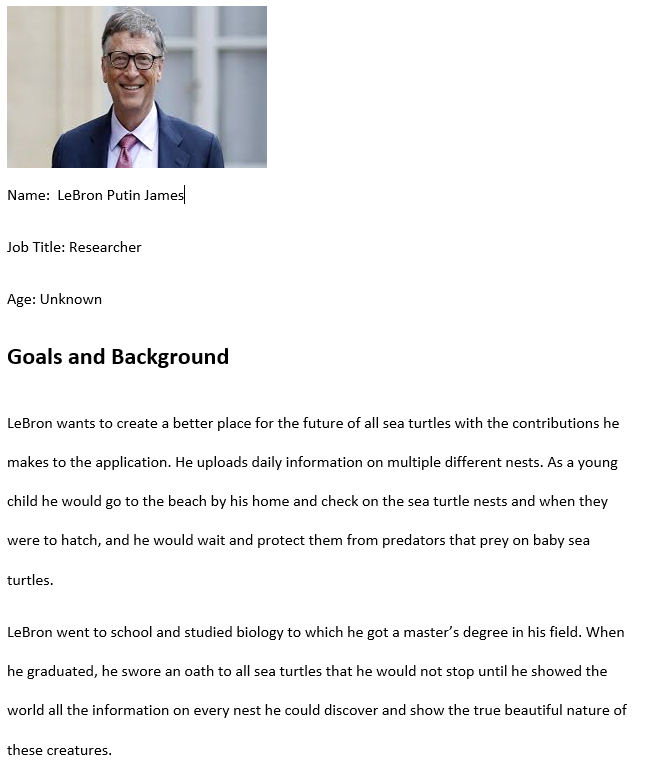 Name:  LeBron Putin James
Job Title: Researcher
Age: Unknown
Goals and Background
LeBron wants to create a better place for the future of all sea turtles with the contributions he
makes to the application. He uploads daily information on multiple different nests. As a young
child he would go to the beach by his home and check on the sea turtle nests and when they
were to hatch, and he would wait and protect them from predators that prey on baby sea
turtles.
LeBron went to school and studied biology to which he got a master’s degree in his field. When
he graduated, he swore an oath to all sea turtles that he would not stop until he showed the
world all the information on every nest he could discover and show the true beautiful nature of
these creatures.